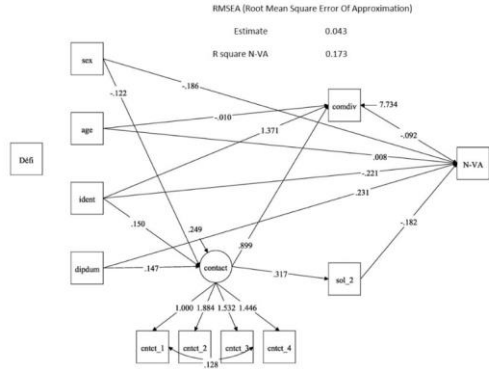 RMSEA (Root Mean Square Error Of Approximation)
Estimate 0.043
R square N-VA 0.173
sex
-.186
-.122
comdiv
7.734
-.010
age
1.371
-.092
Défi
.008
N-VA
-.221
ident
.231
.150
-.182
.249
.899
dipdum
.147
contact
.317
sol_2
1.000 1.884 1.532 1.446
cntct_1 cntct_2 cntct_3 cntct_4
.128